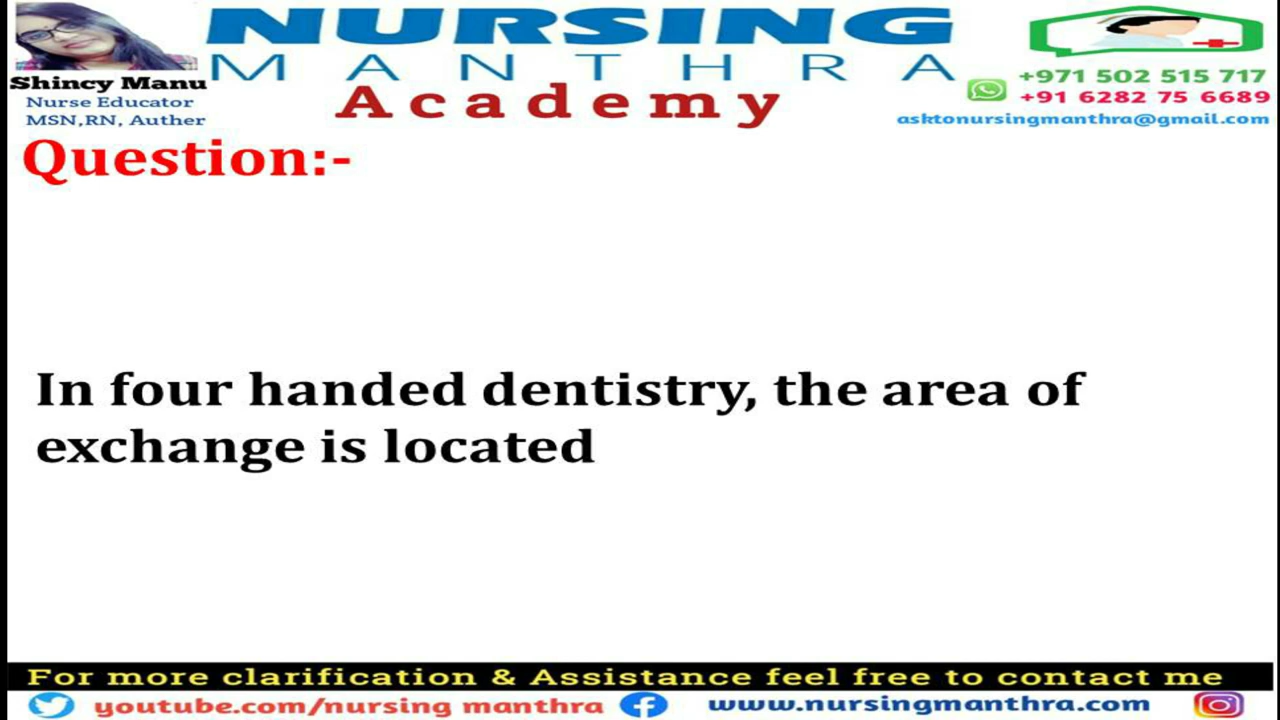 NURSING
MANTHRA
Academy
Shincy Manu
Nurse Educator
MSN,RN, Auther
+971 502 515 717
+91 6282 75 6689
asktonursingmanthra@gmail.com
Question:-
In four handed dentistry, the area of
exchange is located
For more clarification & Assistance feel free to contact me
youtube.com/nursing manthra
www.nursingmanthra.com